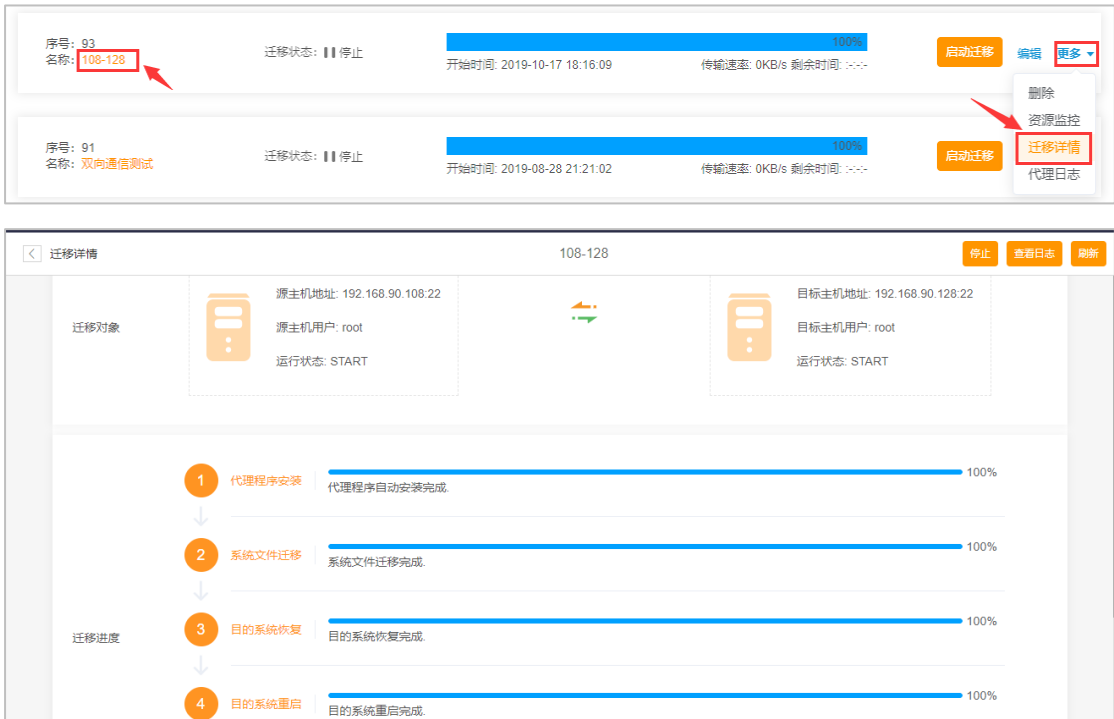 序号: 93
名称: 108-128
迁移状态: 停止
100%
开始时间: 2019-10-17 18:16:09
传输速率: 0KB/s 剩余时间: :-:-:-
启动迁移
编辑
更多
删除
资源监控
迁移详情
代理日志
序号: 91
名称: 双向通信测试
迁移状态: 停止
100%
开始时间: 2019-08-28 21:21:02
传输速率: 0KB/s 剩余时间: :-:-:-
启动迁移
迁移详情
108-128
停止
查看日志
刷新
迁移对象
源主机地址: 192.168.90.108:22
源主机用户: root
运行状态: START
目标主机地址: 192.168.90.128:22
目标主机用户: root
运行状态: START
迁移进度
1 代理程序安装
100%
代理程序自动安装完成.
2 系统文件迁移
100%
系统文件迁移完成.
3 目的系统恢复
100%
目的系统恢复完成.
4 目的系统重启
100%
目的系统重启完成.